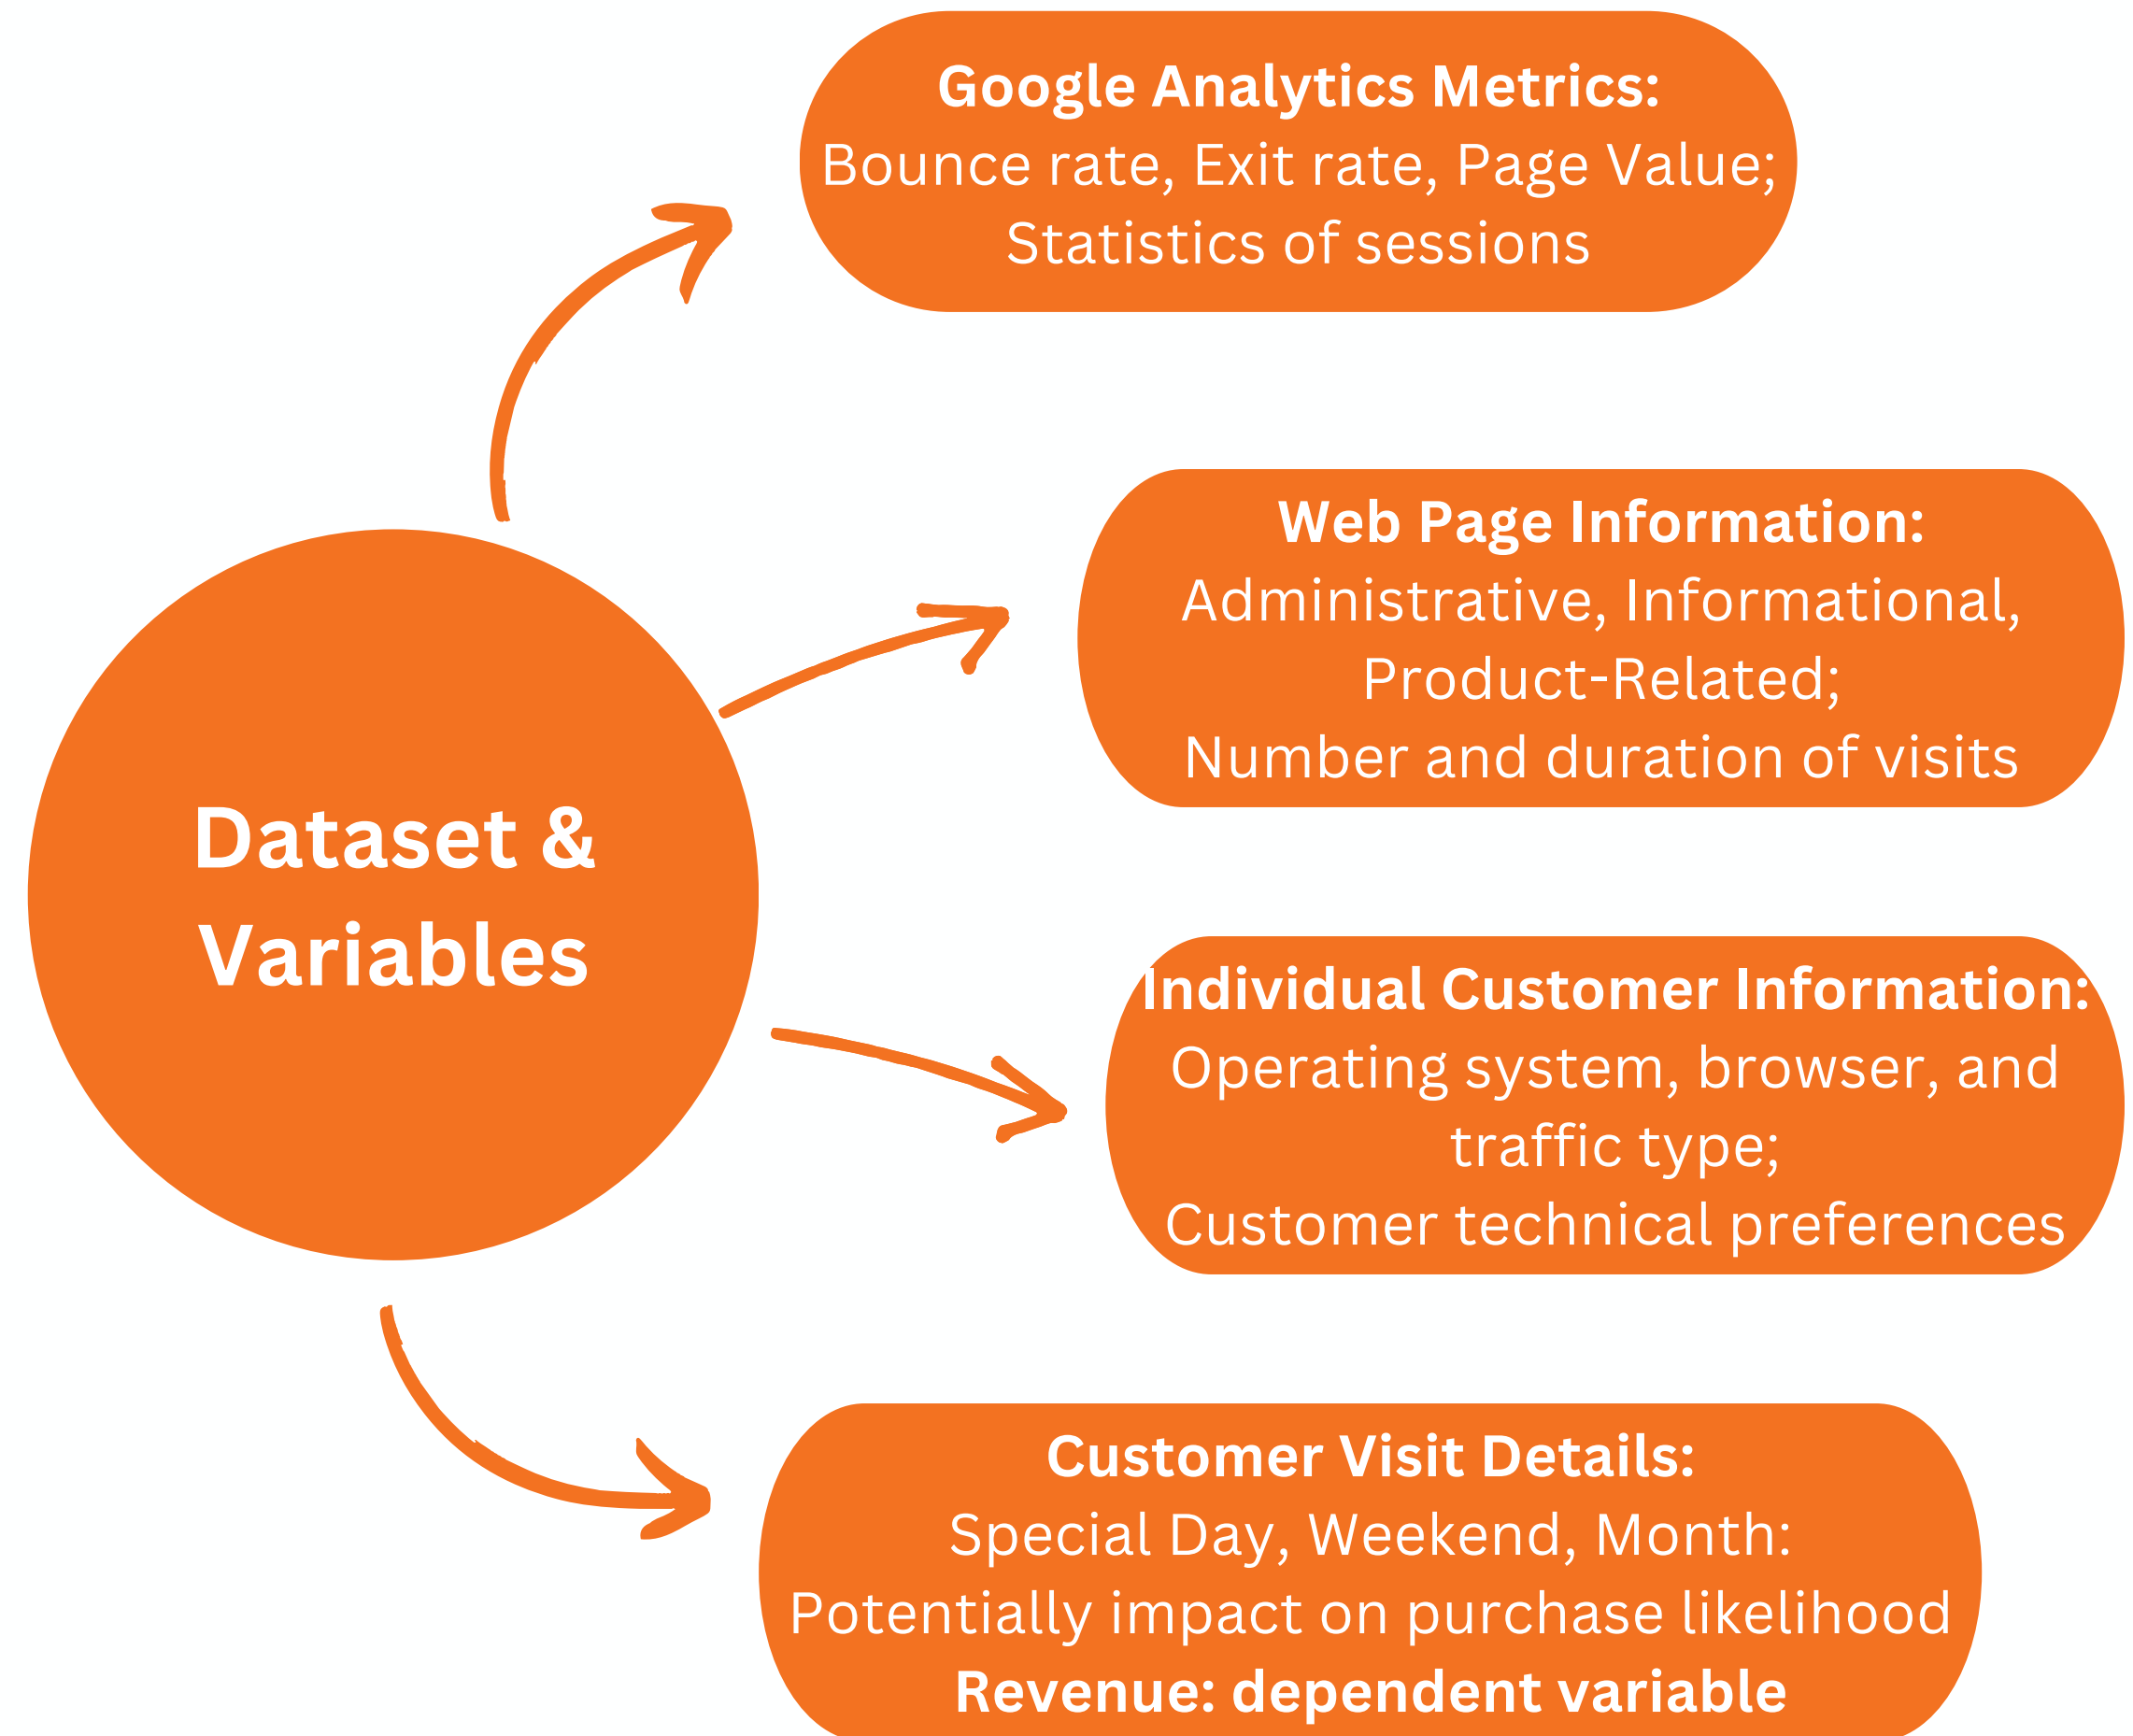 Google Analytics Metrics:
Bounce rate, Exit rate, Page Value;
Statistics of sessions
Web Page Information:
Administrative, Informational,
Product-Related;
Number and duration of visits
Dataset &
Variables
Individual Customer Information:
Operating system, browser, and
traffic type;
Customer technical preferences
Customer Visit Details:
Special Day, Weekend, Month:
Potentially impact on purchase likelihood
Revenue: dependent variable